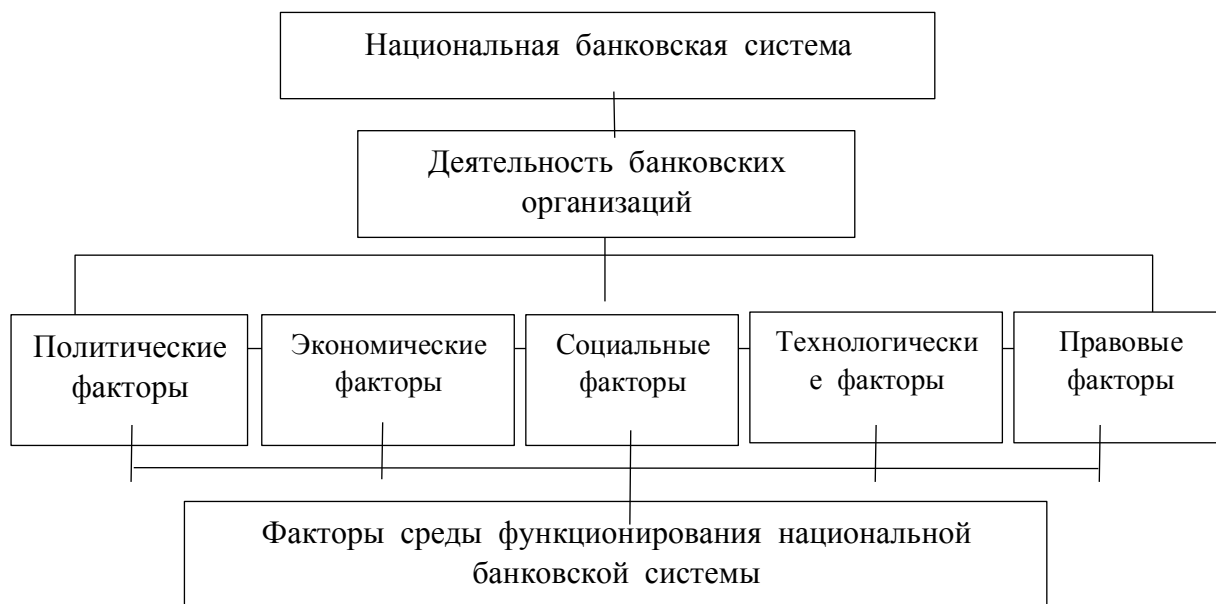 Национальная банковская система
Деятельность банковских
организаций
Политические
факторы
Экономические
факторы
Социальные
факторы
Технологически
е факторы
Правовые
факторы
Факторы среды функционирования национальной
банковской системы